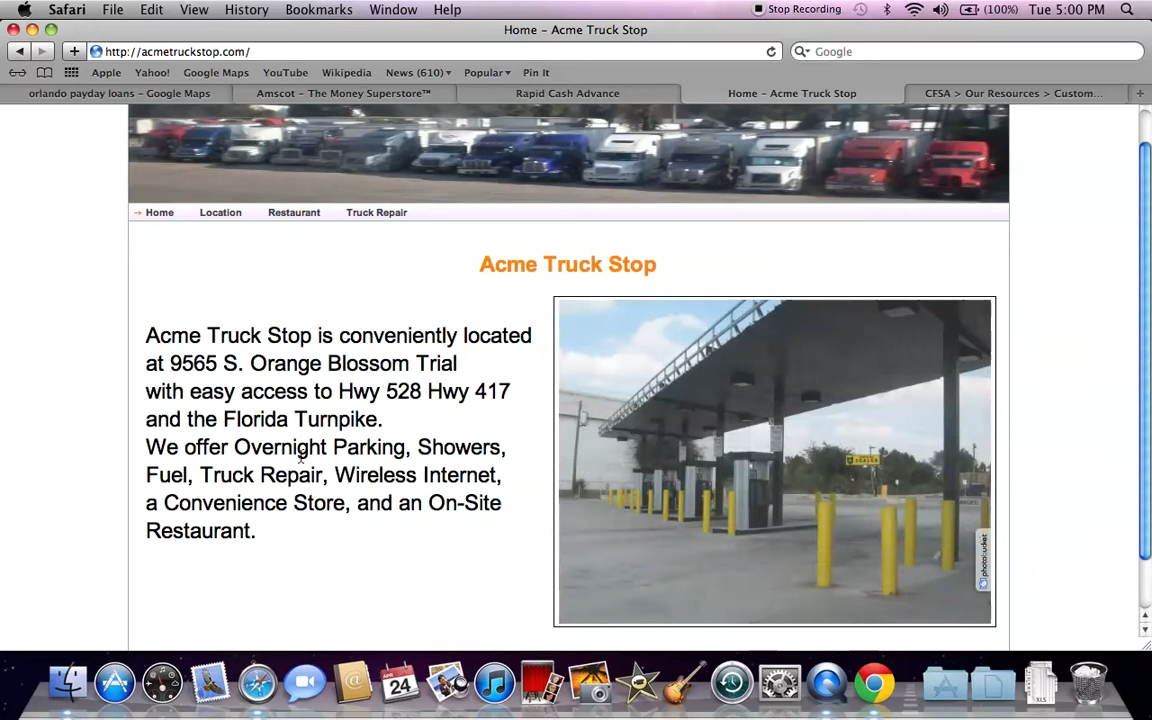 Safari File Edit View History Bookmarks Window Help Stop Recording (100%) Tue 5:00 PM
Home – Acme Truck Stop
http://acmetruckstop.com/ Google
Apple Yahoo! Google Maps YouTube Wikipedia News (610) Popular Pin It
orlando payday loans – Google Maps Amscot – The Money Superstore™ Rapid Cash Advance Home – Acme Truck Stop CFSA > Our Resources > Custom...
Home Location Restaurant Truck Repair
Acme Truck Stop
Acme Truck Stop is conveniently located
at 9565 S. Orange Blossom Trial
with easy access to Hwy 528 Hwy 417
and the Florida Turnpike.
We offer Overnight Parking, Showers,
Fuel, Truck Repair, Wireless Internet,
a Convenience Store, and an On-Site
Restaurant.
photobucket
APR
24
XLS